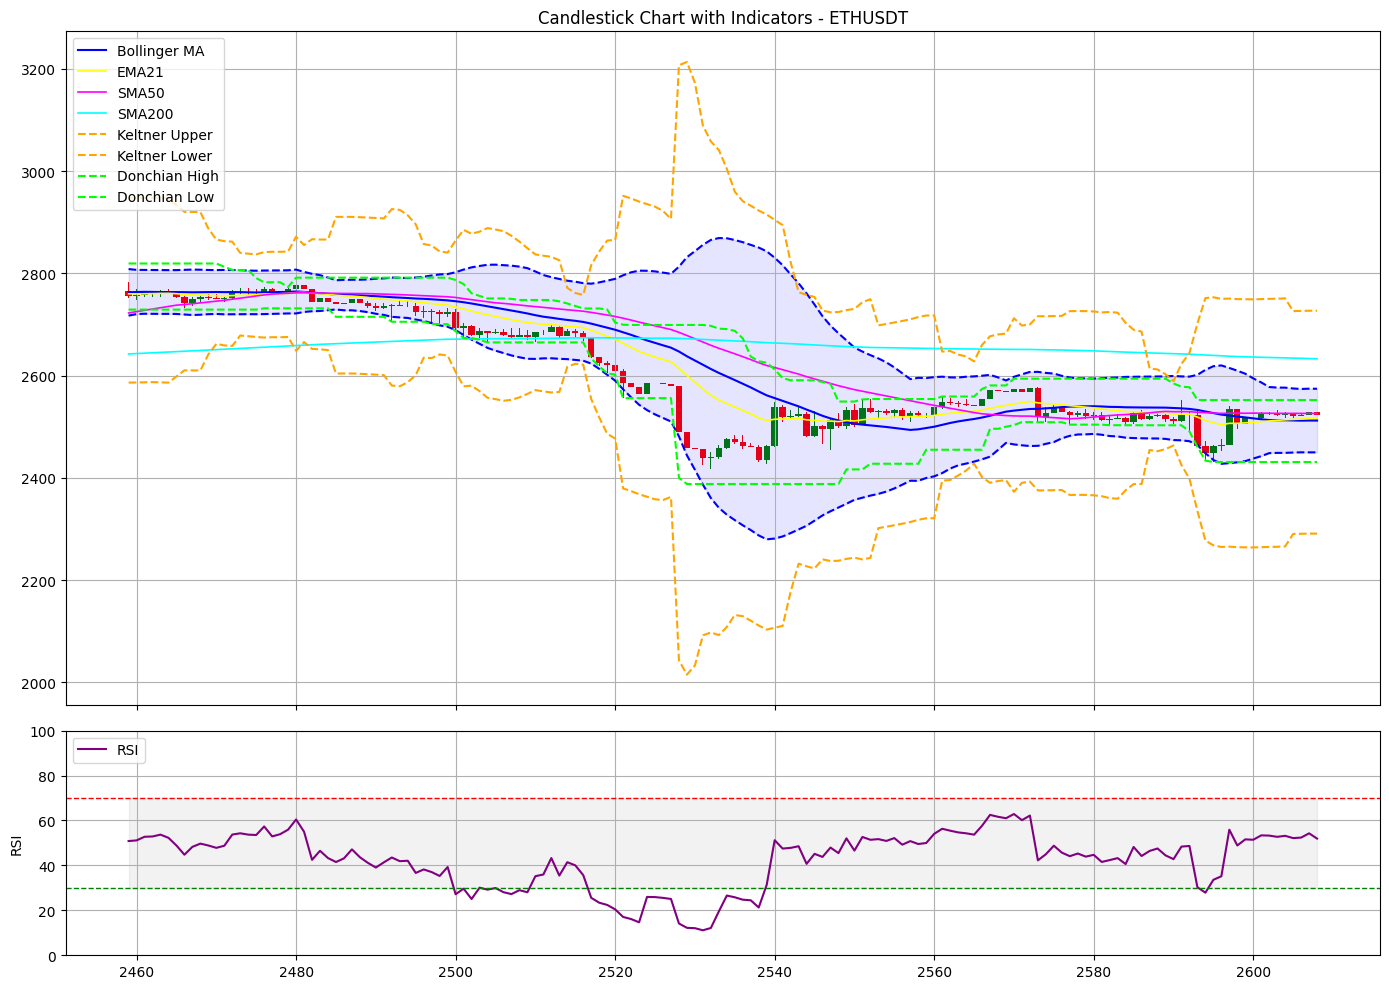 Candlestick Chart with Indicators - ETHUSDT
Bollinger MA
EMA21
SMA50
SMA200
Keltner Upper
Keltner Lower
Donchian High
Donchian Low
3200
3000
2800
2600
2400
2200
2000
RSI
100
80
60
40
20
0
RSI
2460 2480 2500 2520 2540 2560 2580 2600